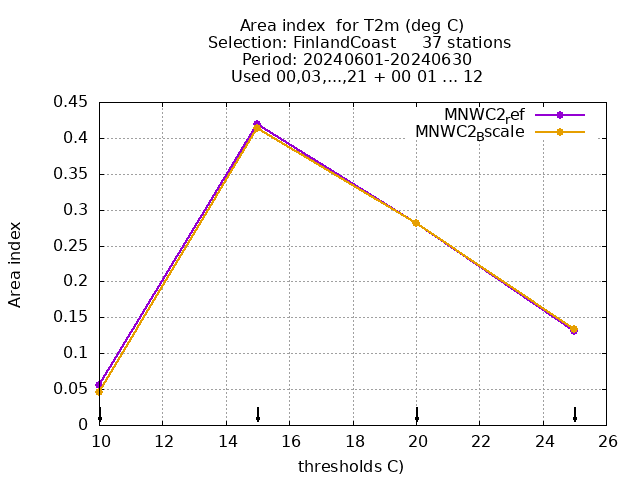 Area index  for T2m (deg C)
Selection: FinlandCoast     37 stations
Period: 20240601-20240630
Used 00,03,...,21 + 00 01 ... 12
MNWC2_ref
MNWC2_Bscale
0.45
0.4
0.35
0.3
0.25
0.2
0.15
0.1
0.05
0
Area index
10 12 14 16 18 20 22 24 26
thresholds C)